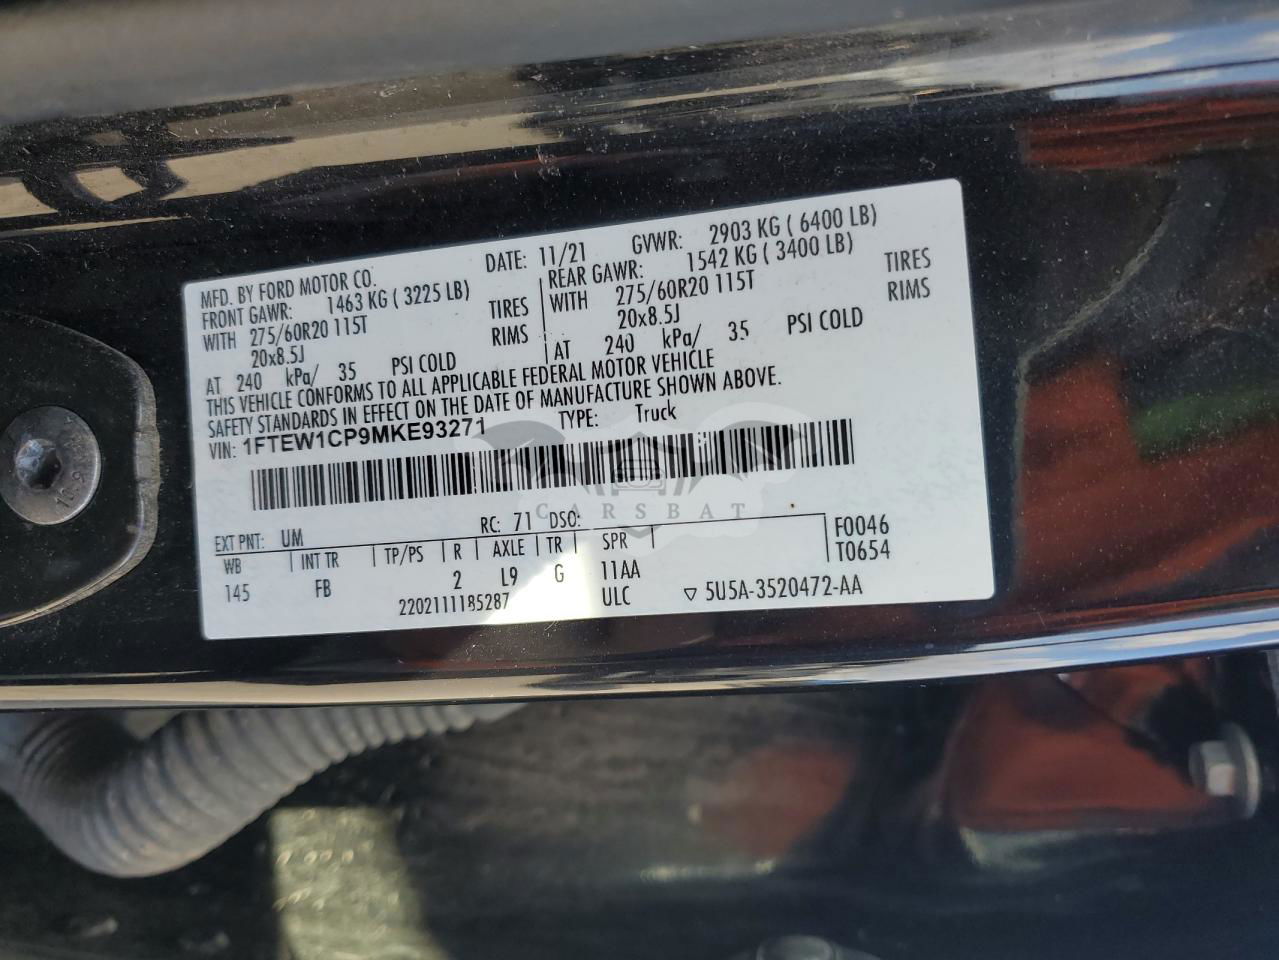 MFD. BY FORD MOTOR CO. DATE: 11/21 GVWR: 2903 KG ( 6400 LB)
FRONT GAWR: 1463 KG ( 3225 LB) REAR GAWR: 1542 KG ( 3400 LB)
WITH 275/60R20 115T TIRES WITH 275/60R20 115T TIRES
20x8.5J RIMS 20x8.5J RIMS
AT 240 kPa/ 35 PSI COLD AT 240 kPa/ 35 PSI COLD
THIS VEHICLE CONFORMS TO ALL APPLICABLE FEDERAL MOTOR VEHICLE
SAFETY STANDARDS IN EFFECT ON THE DATE OF MANUFACTURE SHOWN ABOVE.
VIN: 1FTEW1CP9MKE93271 TYPE: Truck
CARSBAT
EXT PNT: UM RC: 71 DSO: F0046
WB INT TR TP/PS R AXLE TR SPR T0654
145 FB 2 L9 G 11AA
2202111185287 ULC ▽ 5U5A-3520472-AA